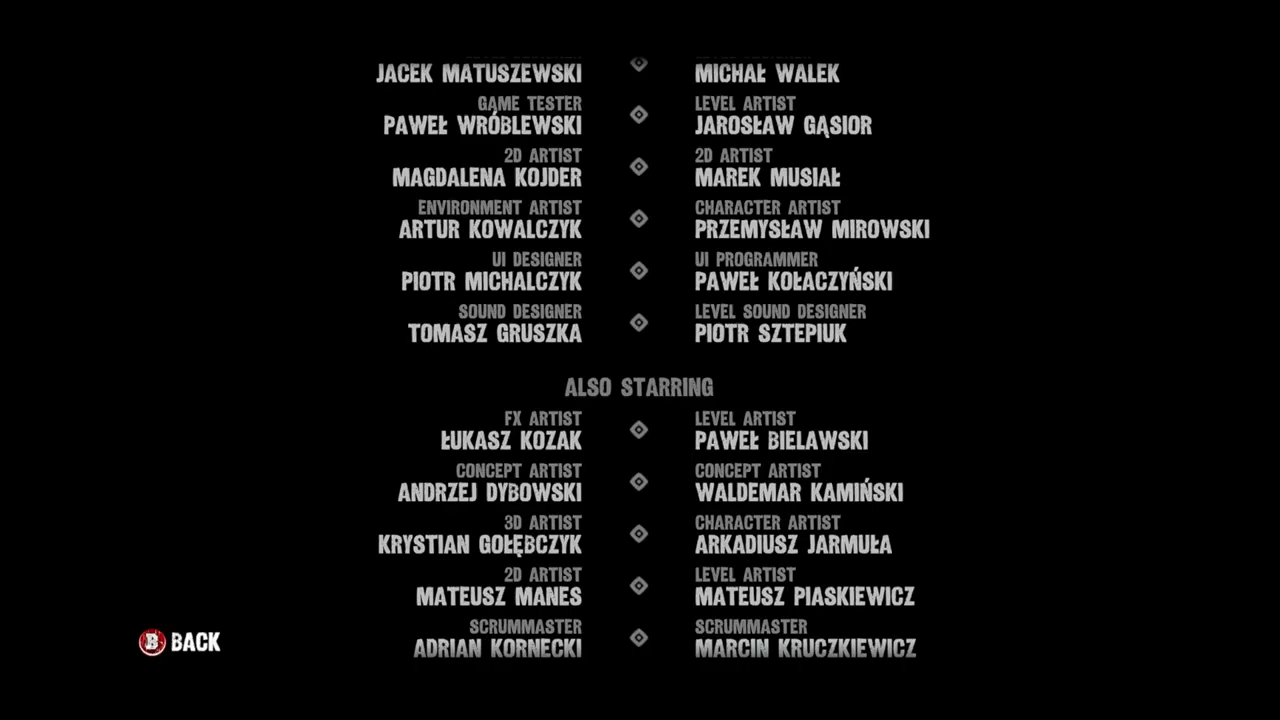 JACEK MATUSZEWSKI MICHAŁ WALEK
GAME TESTER LEVEL ARTIST
PAWEŁ WRÓBLEWSKI JAROSŁAW GĄSIOR
2D ARTIST 2D ARTIST
MAGDALENA KOJDER MAREK MUSIAŁ
ENVIRONMENT ARTIST CHARACTER ARTIST
ARTUR KOWALCZYK PRZEMYSŁAW MIROWSKI
UI DESIGNER UI PROGRAMMER
PIOTR MICHALCZYK PAWEŁ KOŁACZYŃSKI
SOUND DESIGNER LEVEL SOUND DESIGNER
TOMASZ GRUSZKA PIOTR SZTEPIUK
ALSO STARRING
FX ARTIST LEVEL ARTIST
ŁUKASZ KOZAK PAWEŁ BIELAWSKI
CONCEPT ARTIST CONCEPT ARTIST
ANDRZEJ DYBOWSKI WALDEMAR KAMIŃSKI
3D ARTIST CHARACTER ARTIST
KRYSTIAN GOŁĘBCZYK ARKADIUSZ JARMUŁA
2D ARTIST LEVEL ARTIST
MATEUSZ MANES MATEUSZ PIASKIEWICZ
SCRUMMASTER SCRUMMASTER
B BACK ADRIAN KORNECKI MARCIN KRUCZKIEWICZ